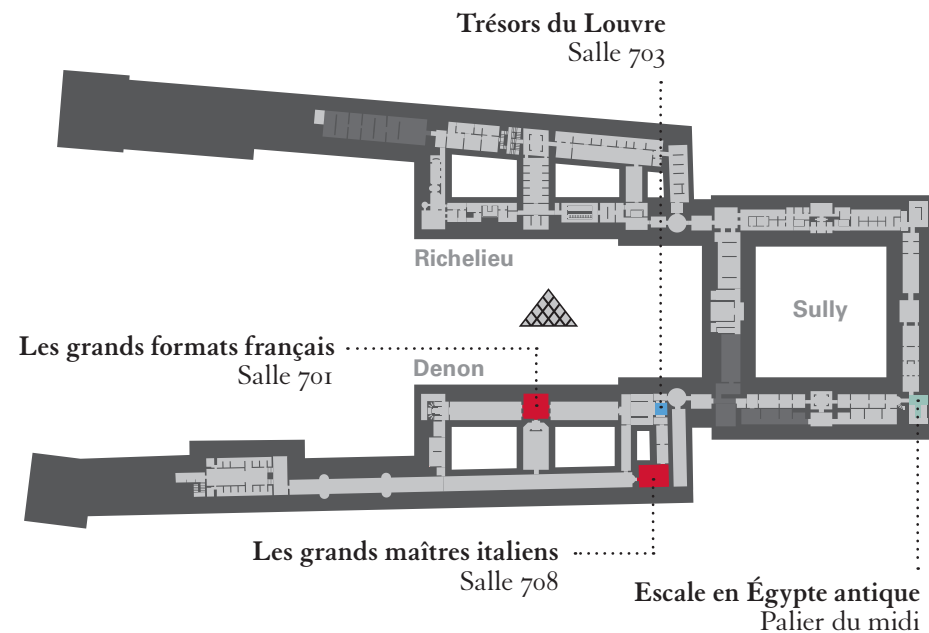 Trésors du Louvre
Salle 703
Richelieu
Sully
Les grands formats français
Salle 701
Denon
Les grands maîtres italiens
Salle 708
Escale en Égypte antique
Palier du midi